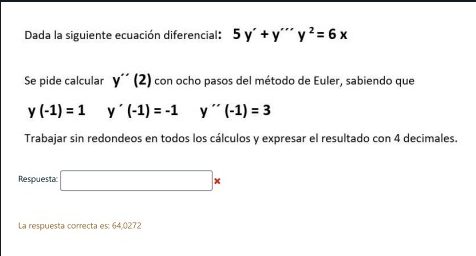 Dada la siguiente ecuación diferencial: 5 y´ + y´´´ y ² = 6 x
Se pide calcular y´´ (2) con ocho pasos del método de Euler, sabiendo que
y (-1) = 1 y ´ (-1) = -1 y ´´ (-1) = 3
Trabajar sin redondeos en todos los cálculos y expresar el resultado con 4 decimales.
Respuesta:
La respuesta correcta es: 64,0272